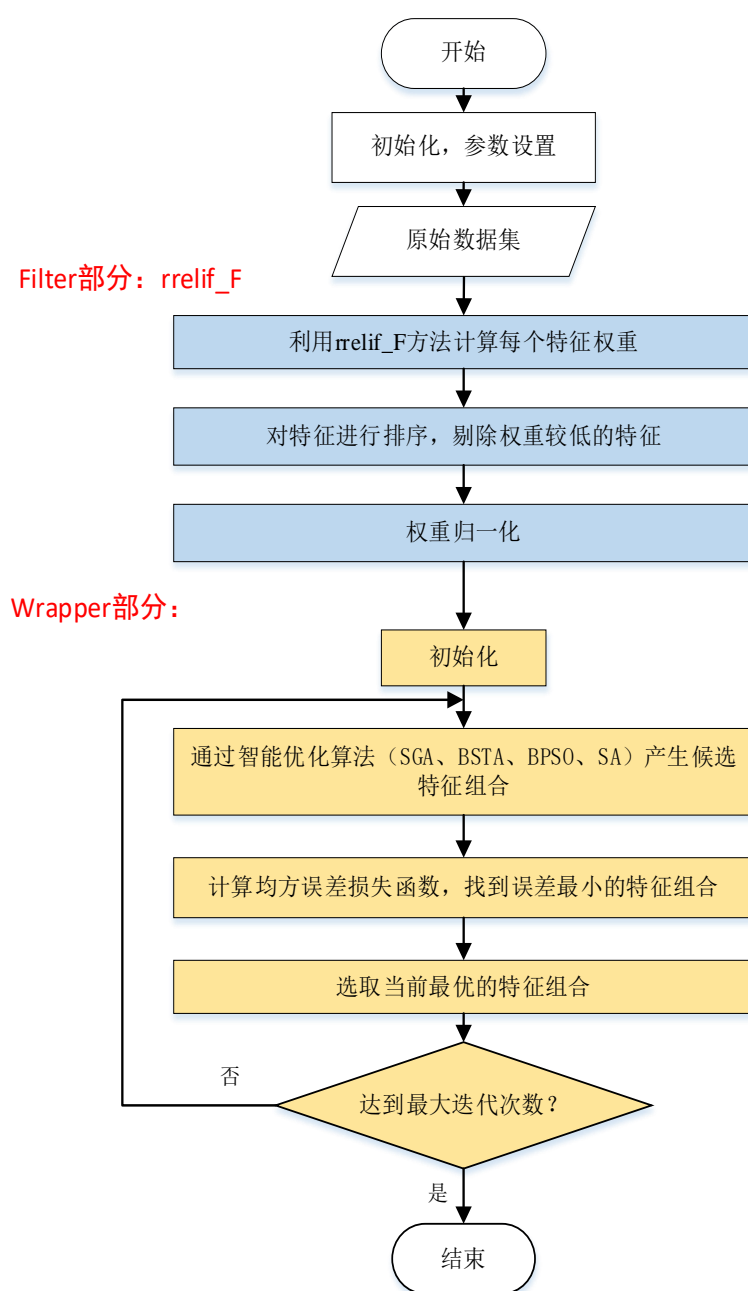 开始
初始化，参数设置
原始数据集
Filter部分：rrelif_F
利用rrelif_F方法计算每个特征权重
对特征进行排序，剔除权重较低的特征
权重归一化
Wrapper部分：
初始化
通过智能优化算法（SGA、BSTA、BPSO、SA）产生候选
特征组合
计算均方误差损失函数，找到误差最小的特征组合
选取当前最优的特征组合
否
达到最大迭代次数？
是
结束